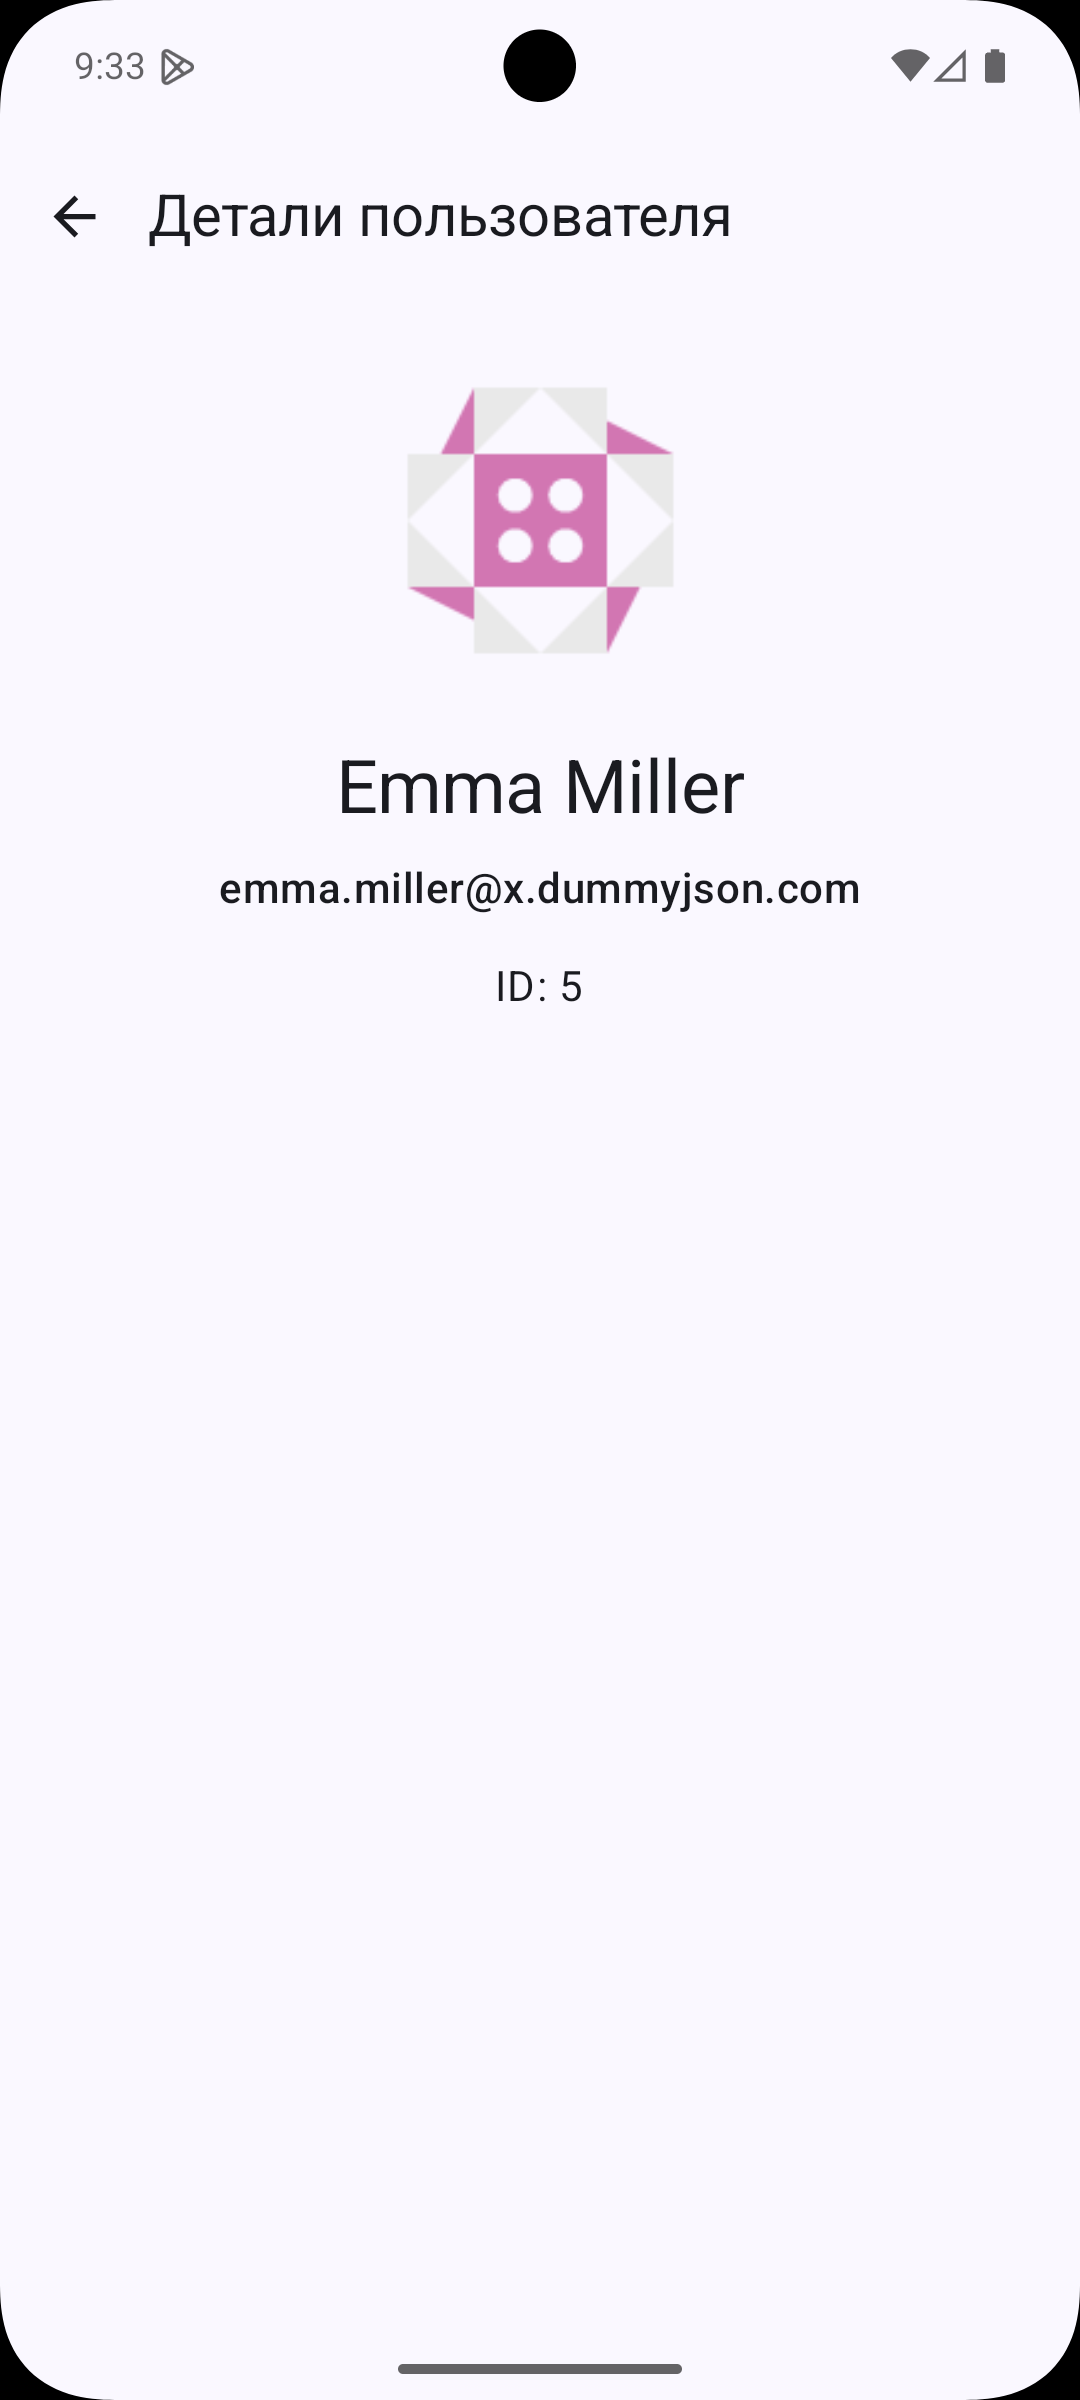 9:33
Детали пользователя
Emma Miller
emma.miller@x.dummyjson.com
ID: 5